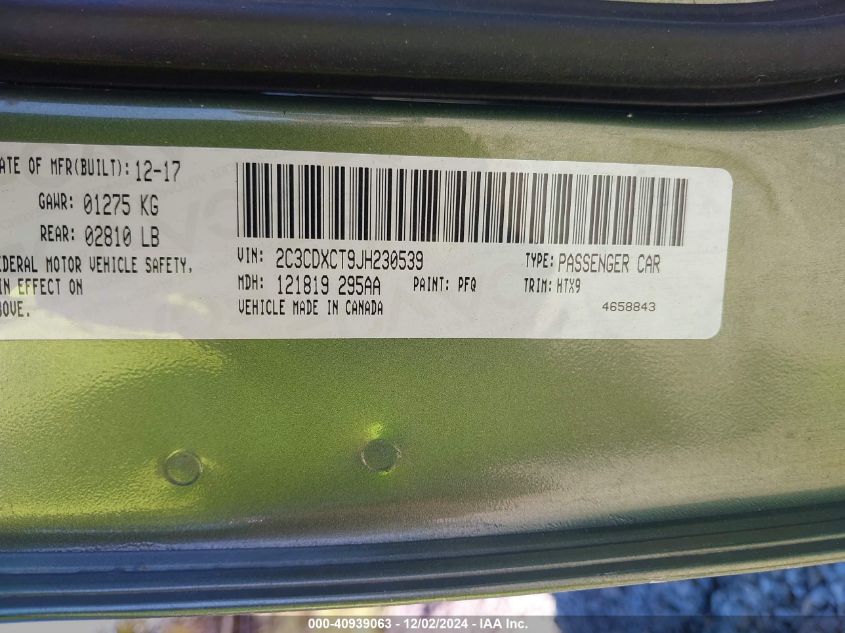 ATE OF MFR(BUILT): 12-17
GAWR: 01275 KG
REAR: 02810 LB
EDERAL MOTOR VEHICLE SAFETY,
IN EFFECT ON
BOVE.
VIN: 2C3CDXCT9JH230539
TYPE: PASSENGER CAR
MDH: 121819 295AA
PAINT: PFQ
TRIM: HTX9
VEHICLE MADE IN CANADA
4658843
000-40939063 - 12/02/2024 - IAA Inc.